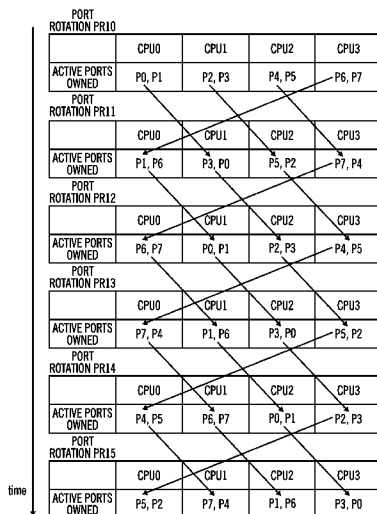 PORT
ROTATION PR10
CPU0 CPU1 CPU2 CPU3
ACTIVE PORTS
OWNED
P0, P1 P2, P3 P4, P5 P6, P7
PORT
ROTATION PR11
CPU0 CPU1 CPU2 CPU3
ACTIVE PORTS
OWNED
P1, P6 P3, P0 P5, P2 P7, P4
PORT
ROTATION PR12
CPU0 CPU1 CPU2 CPU3
ACTIVE PORTS
OWNED
P6, P7 P0, P1 P2, P3 P4, P5
PORT
ROTATION PR13
CPU0 CPU1 CPU2 CPU3
ACTIVE PORTS
OWNED
P7, P4 P1, P6 P3, P0 P5, P2
PORT
ROTATION PR14
CPU0 CPU1 CPU2 CPU3
ACTIVE PORTS
OWNED
P4, P5 P6, P7 P0, P1 P2, P3
PORT
ROTATION PR15
CPU0 CPU1 CPU2 CPU3
time
ACTIVE PORTS
OWNED
P5, P2 P7, P4 P1, P6 P3, P0